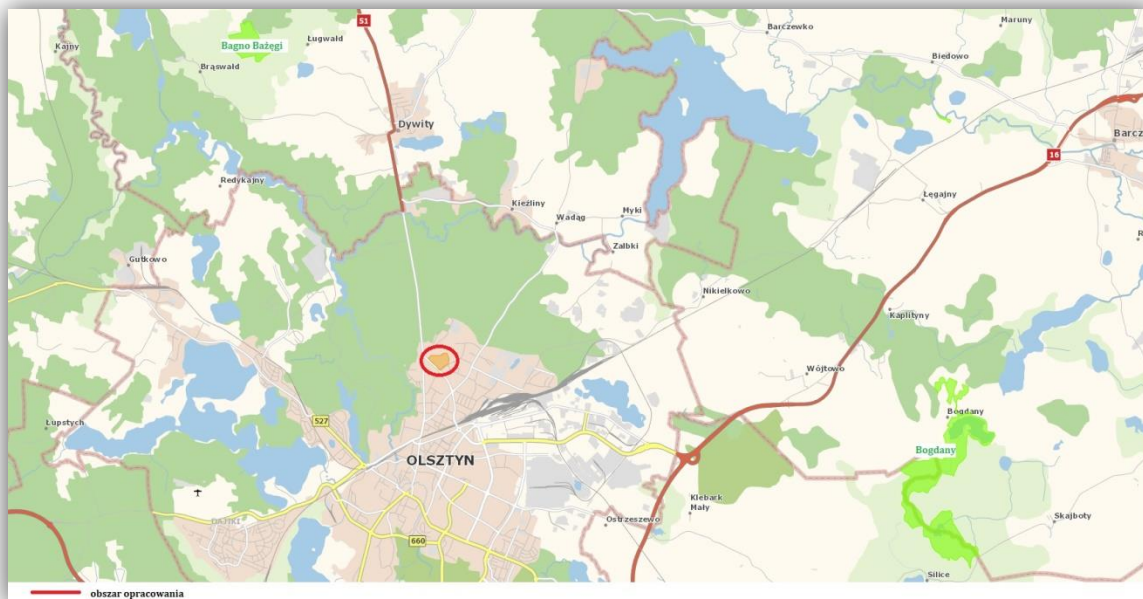 51
Maruny
Kajny
Ługwałd
Barczewko
Bagno Bażęgi
Biedowo
Brąswałd
Dywity
Barcz
16
Redykajny
Łęgajny
Kieźliny
Wadąg
Myki
Zalbki
Gutkowo
Nikielkowo
Kaplityny
Wójtowo
Łupstych
527
Bogdany
OLSZTYN
Bogdany
Klebark
Mały
DAJTKI
Ostrzeszewo
Skajboty
660
Silice
obszar opracowania